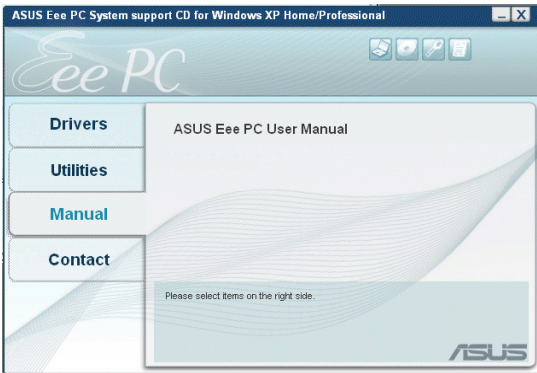 ASUS Eee PC System support CD for Windows XP Home/Professional
Eee PC
Drivers
Utilities
Manual
Contact
ASUS Eee PC User Manual
Please select items on the right side.
ASUS